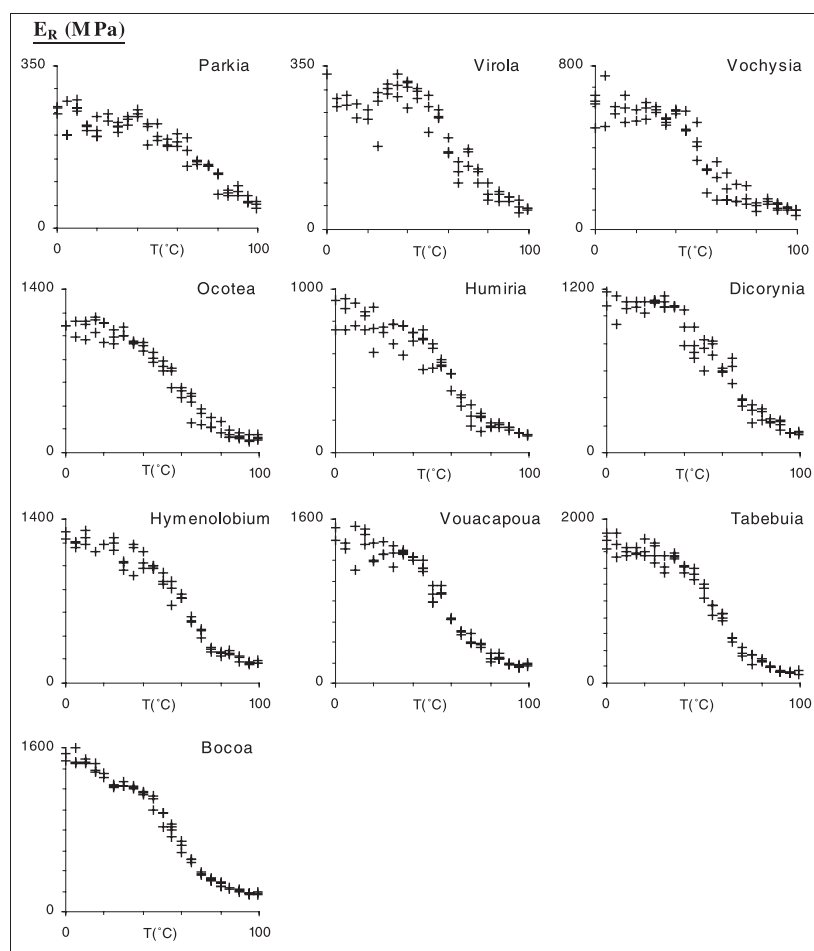 E_R (MPa)
350 Parkia
0
0 T(°C) 100
350 Virola
0
0 T(°C) 100
800 Vochysia
0
0 T(°C) 100
1400 Ocotea
0
0 T(°C) 100
1000 Humiria
0
0 T(°C) 100
1200 Dicorynia
0
0 T(°C) 100
1400 Hymenolobium
0
0 T(°C) 100
1600 Vouacapoua
0
0 T(°C) 100
2000 Tabebuia
0
0 T(°C) 100
1600 Bocoa
0
0 T(°C) 100